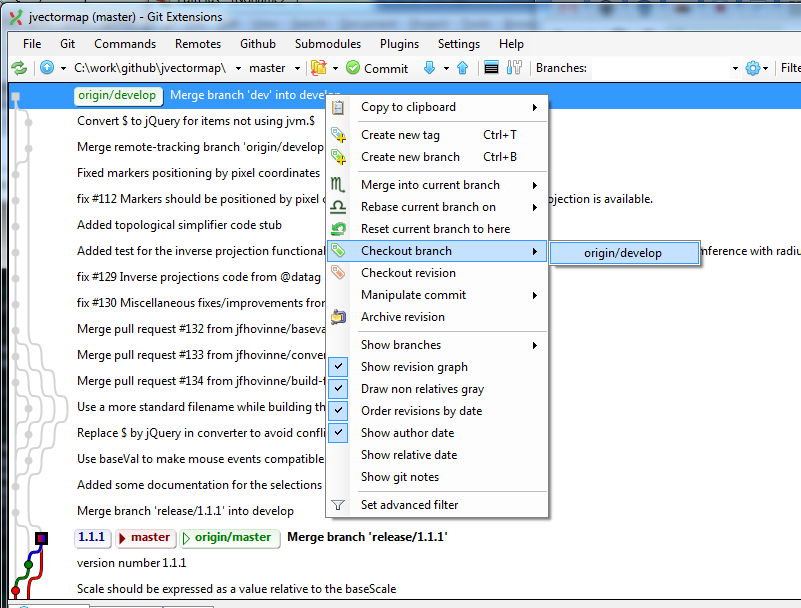 jvectormap (master) - Git Extensions
File Git Commands Remotes Github Submodules Plugins Settings Help
C:\work\github\jvectormap\ master Commit Branches: Filte
origin/develop Merge branch 'dev' into develo
Convert $ to jQuery for items not using jvm.$
Merge remote-tracking branch 'origin/develop
Fixed markers positioning by pixel coordinates
fix #112 Markers should be positioned by pixel c ojection is available.
Added topological simplifier code stub
Added test for the inverse projection functional nference with radiu
fix #129 Inverse projections code from @datag
fix #130 Miscellaneous fixes/improvements from
Merge pull request #132 from jfhovinne/baseva
Merge pull request #133 from jfhovinne/conver
Merge pull request #134 from jfhovinne/build-f
Use a more standard filename while building th
Replace $ by jQuery in converter to avoid confli
Use baseVal to make mouse events compatible
Added some documentation for the selections
Merge branch 'release/1.1.1' into develop
1.1.1 master origin/master Merge branch 'release/1.1.1'
version number 1.1.1
Scale should be expressed as a value relative to the baseScale
Copy to clipboard
Create new tag Ctrl+T
Create new branch Ctrl+B
Merge into current branch
Rebase current branch on
Reset current branch to here
Checkout branch
origin/develop
Checkout revision
Manipulate commit
Archive revision
Show branches
Show revision graph
Draw non relatives gray
Order revisions by date
Show author date
Show relative date
Show git notes
Set advanced filter